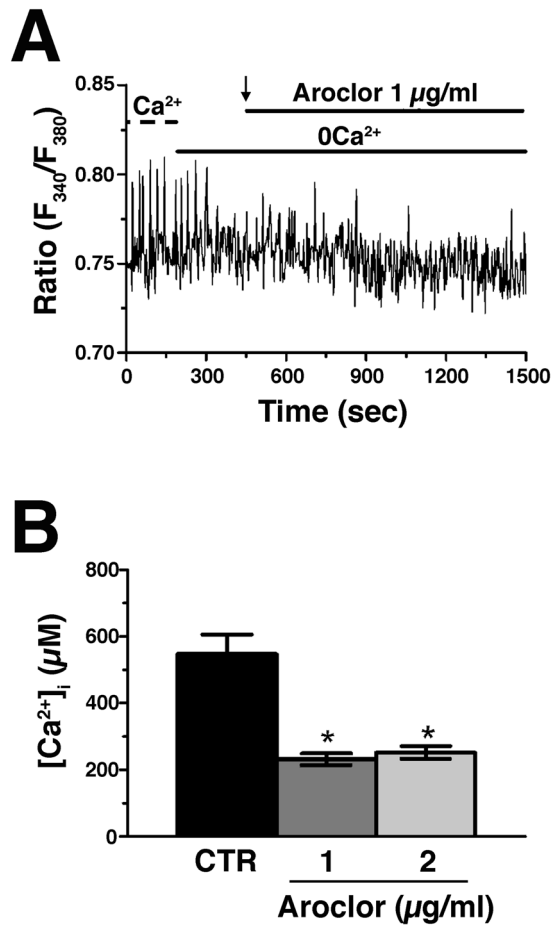 A
Ratio (F340/F380)
0.85
0.80
0.75
0.70
Ca2+
Aroclor 1 µg/ml
0Ca2+
0 300 600 900 1200 1500
Time (sec)
B
[Ca2+]i (µM)
800
600
400
200
0
* *
CTR 1 2
Aroclor (µg/ml)